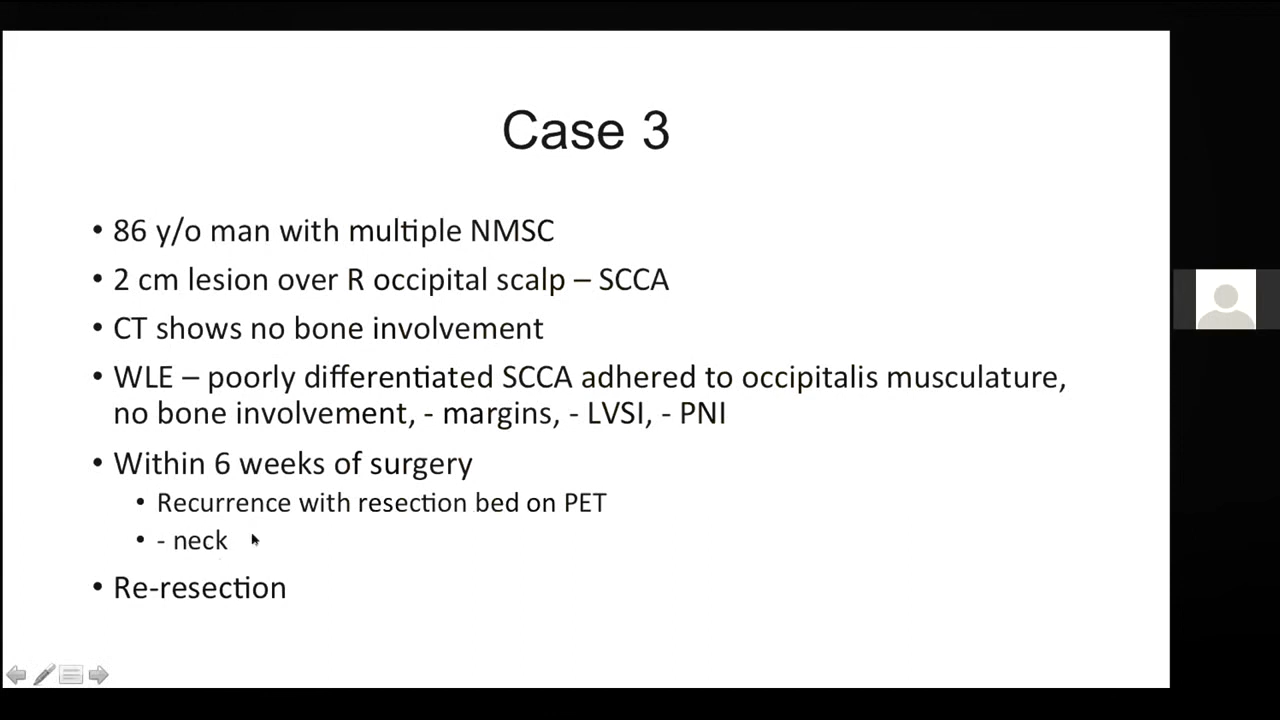 Case 3
• 86 y/o man with multiple NMSC
• 2 cm lesion over R occipital scalp – SCCA
• CT shows no bone involvement
• WLE – poorly differentiated SCCA adhered to occipitalis musculature,
no bone involvement, - margins, - LVSI, - PNI
• Within 6 weeks of surgery
• Recurrence with resection bed on PET
• - neck
• Re-resection